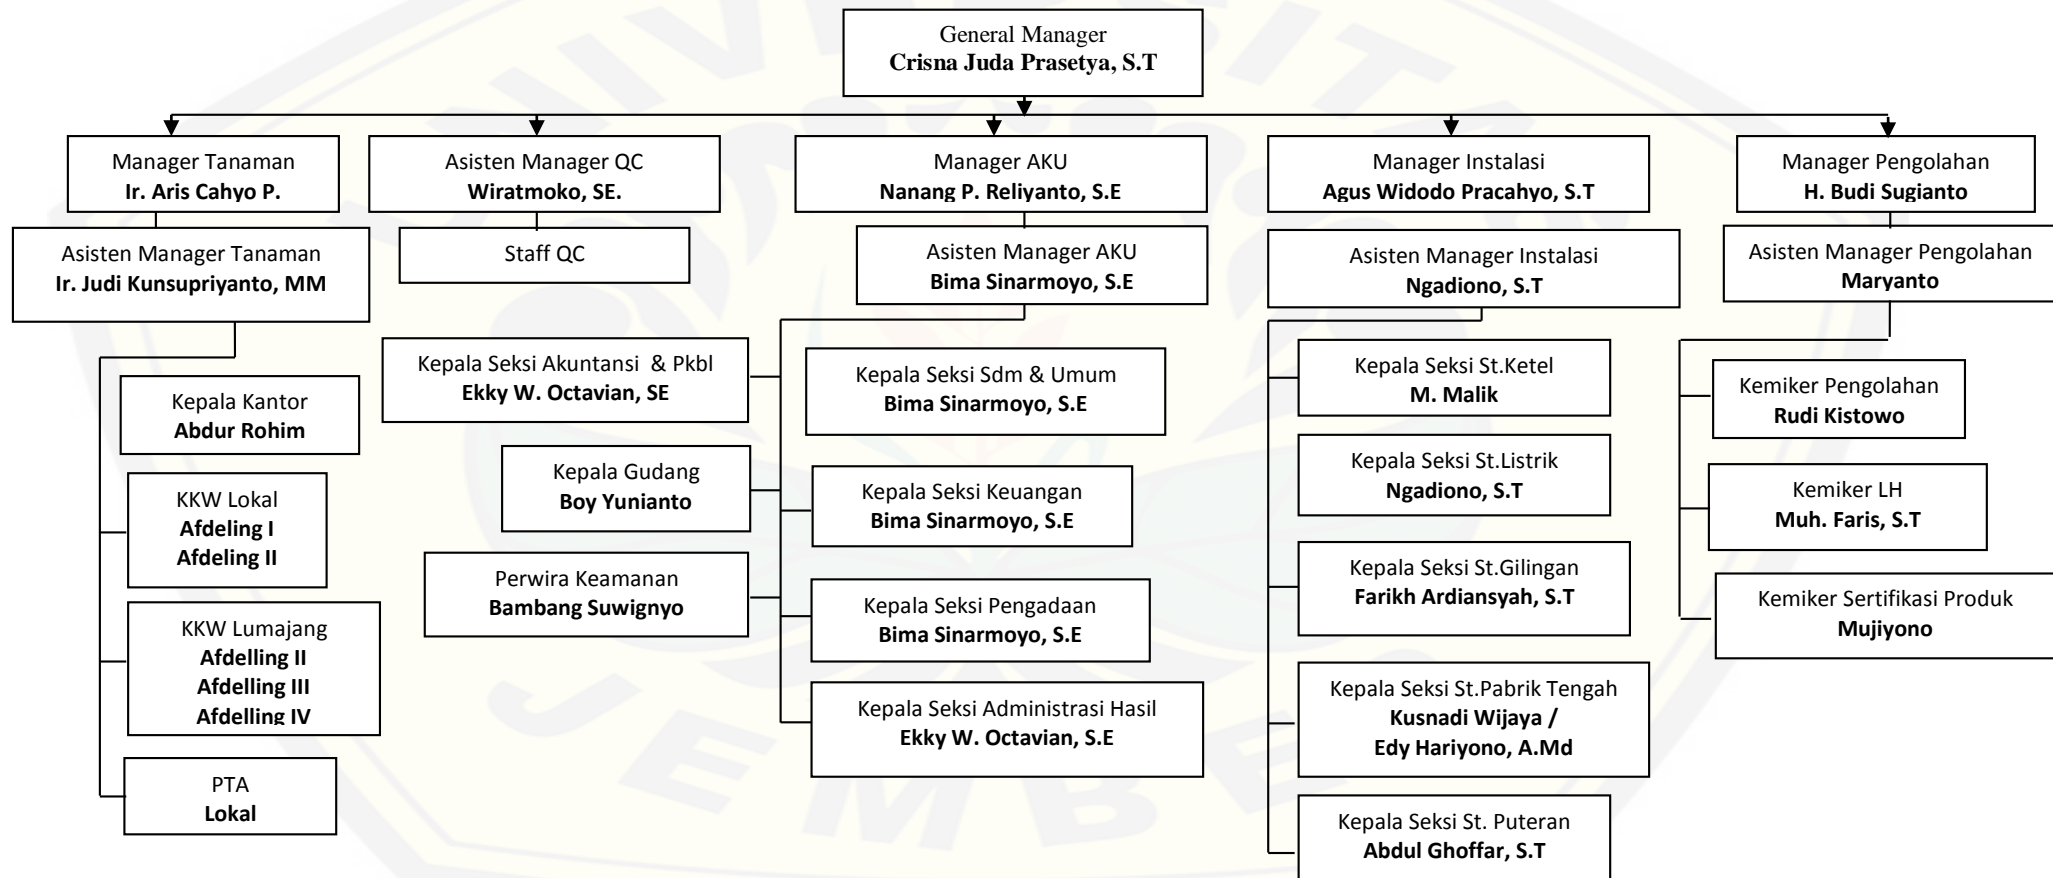 General Manager
Crisna Juda Prasetya, S.T
Manager Tanaman
Ir. Aris Cahyo P.
Asisten Manager QC
Wiratmoko, SE.
Manager AKU
Nanang P. Reliyanto, S.E
Manager Instalasi
Agus Widodo Pracahyo, S.T
Manager Pengolahan
H. Budi Sugianto
Asisten Manager Tanaman
Ir. Judi Kunsupriyanto, MM
Staff QC
Asisten Manager AKU
Bima Sinarmoyo, S.E
Asisten Manager Instalasi
Ngadiono, S.T
Asisten Manager Pengolahan
Maryanto
Kepala Kantor
Abdur Rohim
KKW Lokal
Afdeling I
Afdeling II
KKW Lumajang
Afdelling II
Afdelling III
Afdelling IV
PTA
Lokal
Kepala Seksi Akuntansi & Pkbl
Ekky W. Octavian, SE
Kepala Gudang
Boy Yunianto
Perwira Keamanan
Bambang Suwignyo
Kepala Seksi Sdm & Umum
Bima Sinarmoyo, S.E
Kepala Seksi Keuangan
Bima Sinarmoyo, S.E
Kepala Seksi Pengadaan
Bima Sinarmoyo, S.E
Kepala Seksi Administrasi Hasil
Ekky W. Octavian, S.E
Kepala Seksi St.Ketel
M. Malik
Kepala Seksi St.Listrik
Ngadiono, S.T
Kepala Seksi St.Gilingan
Farikh Ardiansyah, S.T
Kepala Seksi St.Pabrik Tengah
Kusnadi Wijaya /
Edy Hariyono, A.Md
Kepala Seksi St. Puteran
Abdul Ghoffar, S.T
Kemiker Pengolahan
Rudi Kistowo
Kemiker LH
Muh. Faris, S.T
Kemiker Sertifikasi Produk
Mujiyono
UNIVERSITAS
JEMBER